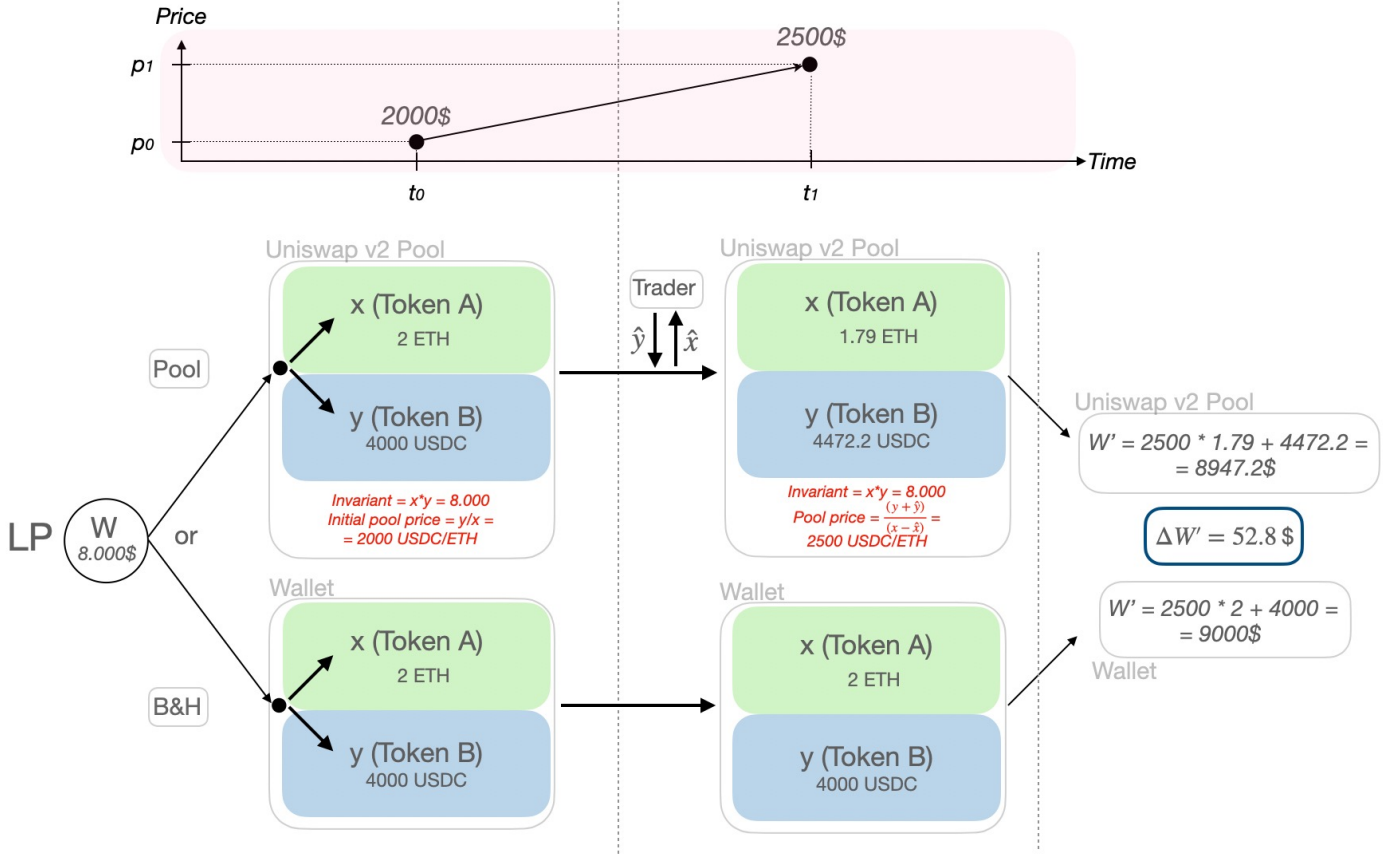 Price
2500$
p1
2000$
p0
Time
t0
t1
Uniswap v2 Pool
Uniswap v2 Pool
x (Token A)
2 ETH
Trader
ŷ
x̂
x (Token A)
1.79 ETH
Pool
y (Token B)
4000 USDC
y (Token B)
4472.2 USDC
Uniswap v2 Pool
W' = 2500 * 1.79 + 4472.2 =
= 8947.2$
Invariant = x*y = 8.000
Initial pool price = y/x =
= 2000 USDC/ETH
Invariant = x*y = 8.000
Pool price = (y + ŷ)/(x − x̂) =
2500 USDC/ETH
LP
W
8.000$
or
ΔW′ = 52.8 $
Wallet
Wallet
W' = 2500 * 2 + 4000 =
= 9000$
Wallet
x (Token A)
2 ETH
x (Token A)
2 ETH
B&H
y (Token B)
4000 USDC
y (Token B)
4000 USDC